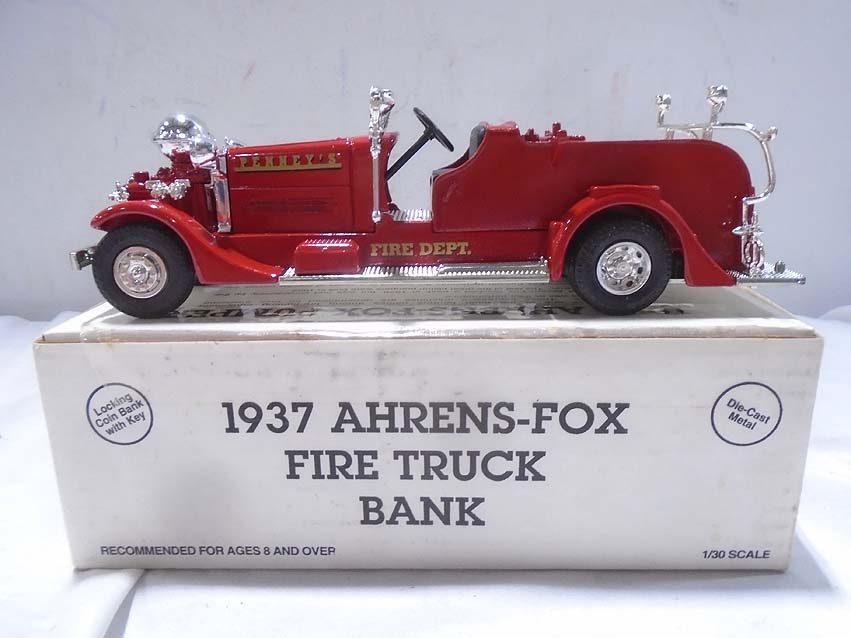 PENNEY'S
FIRE DEPT.
Locking
Coin Bank
with Key
1937 AHRENS-FOX
FIRE TRUCK
BANK
Die-Cast
Metal
RECOMMENDED FOR AGES 8 AND OVER
1/30 SCALE